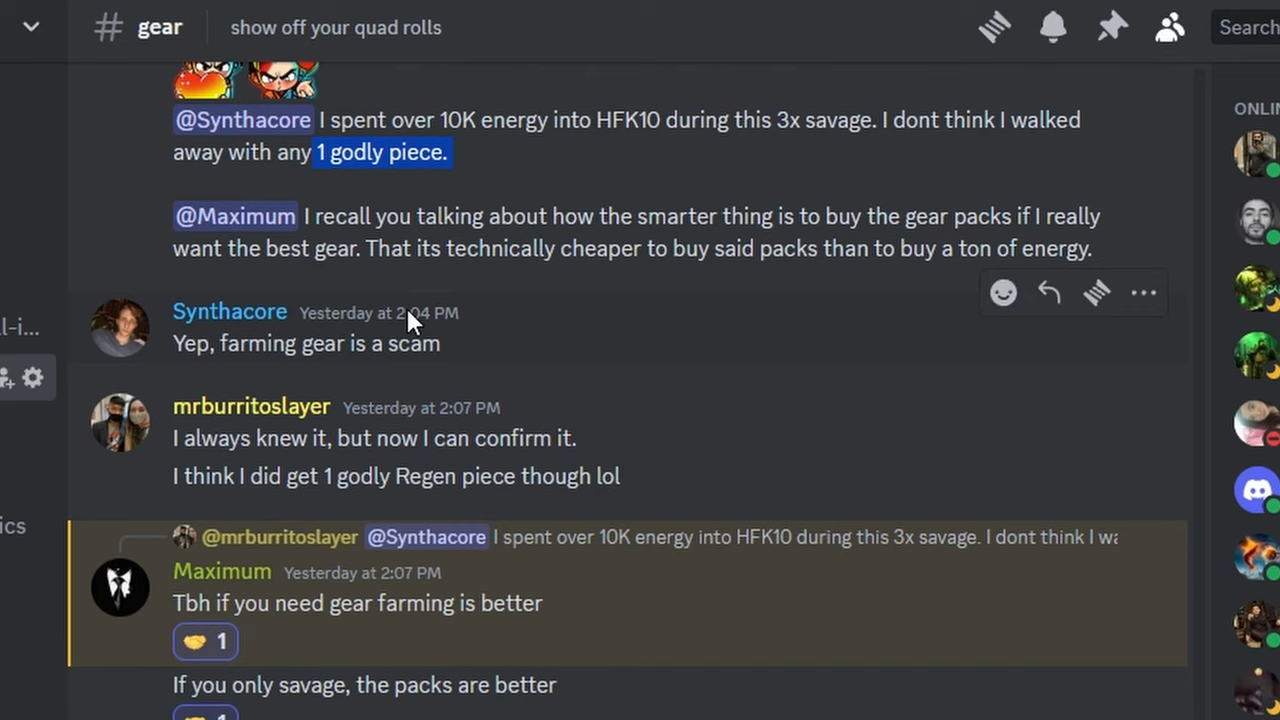 # gear show off your quad rolls Search
@Synthacore I spent over 10K energy into HFK10 during this 3x savage. I dont think I walked
away with any 1 godly piece.
@Maximum I recall you talking about how the smarter thing is to buy the gear packs if I really
want the best gear. That its technically cheaper to buy said packs than to buy a ton of energy.
Synthacore Yesterday at 2:04 PM
Yep, farming gear is a scam
mrburritoslayer Yesterday at 2:07 PM
I always knew it, but now I can confirm it.
I think I did get 1 godly Regen piece though lol
@mrburritoslayer @Synthacore I spent over 10K energy into HFK10 during this 3x savage. I dont think I wa
Maximum Yesterday at 2:07 PM
Tbh if you need gear farming is better
1
If you only savage, the packs are better
1
l-i...
ics
ONLI